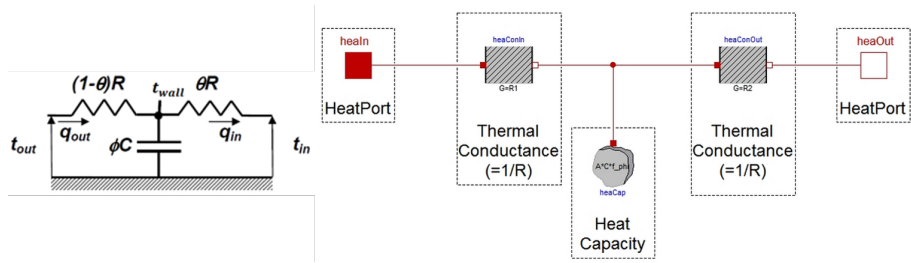 (1-θ)R
t_wall
θR
q_out
q_in
t_out
ϕC
t_in
heaIn
HeatPort
heaConIn
G=R1
Thermal
Conductance
(=1/R)
A*C*f_phi
heaCap
Heat
Capacity
heaConOut
G=R2
Thermal
Conductance
(=1/R)
heaOut
HeatPort